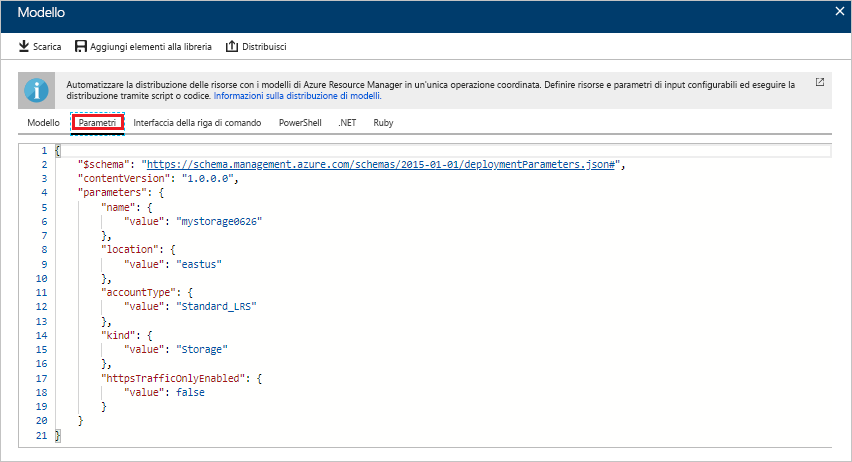 Modello
Scarica Aggiungi elementi alla libreria Distribuisci
Automatizzare la distribuzione delle risorse con i modelli di Azure Resource Manager in un'unica operazione coordinata. Definire risorse e parametri di input configurabili ed eseguire la
distribuzione tramite script o codice. Informazioni sulla distribuzione di modelli.
Modello Parametri Interfaccia della riga di comando PowerShell .NET Ruby
1 {
2 "$schema": "https://schema.management.azure.com/schemas/2015-01-01/deploymentParameters.json#",
3 "contentVersion": "1.0.0.0",
4 "parameters": {
5 "name": {
6 "value": "mystorage0626"
7 },
8 "location": {
9 "value": "eastus"
10 },
11 "accountType": {
12 "value": "Standard_LRS"
13 },
14 "kind": {
15 "value": "Storage"
16 },
17 "httpsTrafficOnlyEnabled": {
18 "value": false
19 }
20 }
21 }